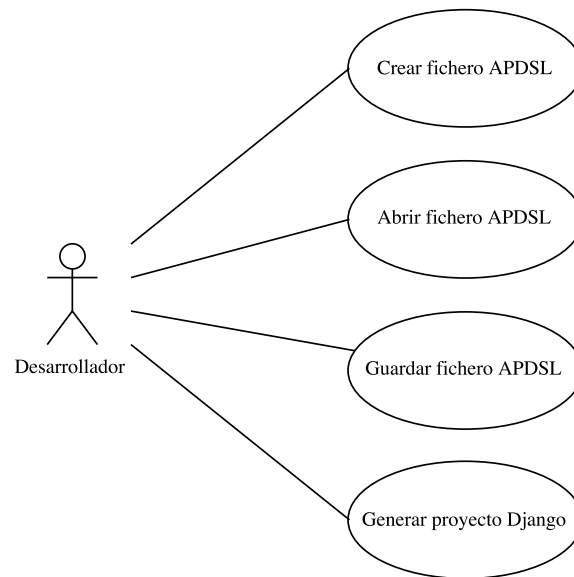 Crear fichero APDSL
Abrir fichero APDSL
Desarrollador
Guardar fichero APDSL
Generar proyecto Django